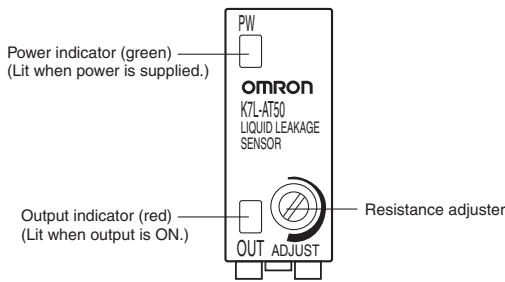 PW
Power indicator (green)
(Lit when power is supplied.)
OMRON
K7L-AT50
LIQUID LEAKAGE
SENSOR
Output indicator (red)
(Lit when output is ON.)
Resistance adjuster
OUT ADJUST